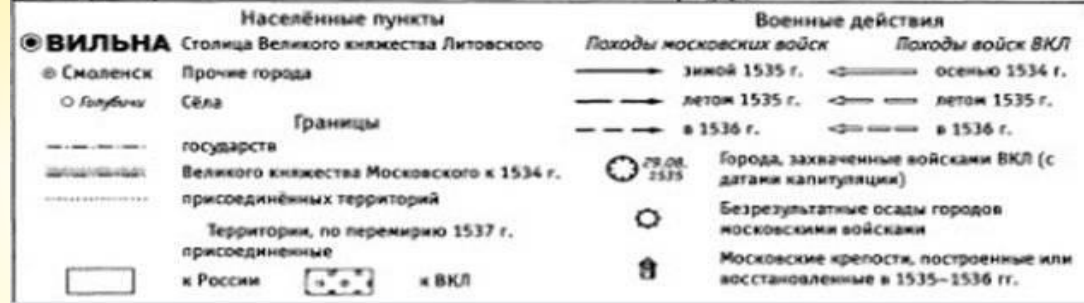 Населённые пункты
ВИЛЬНА Столица Великого княжества Литовского
Смоленск Прочие города
Голубичи Сёла
Границы
государств
Великого княжества Московского к 1534 г.
присоединённых территорий
Территории, по перемирию 1537 г.
присоединенные
к России к ВКЛ
Военные действия
Походы московских войск Походы войск ВКЛ
зимой 1535 г. осенью 1534 г.
летом 1535 г. летом 1535 г.
в 1536 г. в 1536 г.
29.08. Города, захваченные войсками ВКЛ (с
1535 датами капитуляции)
Безрезультатные осады городов
московскими войсками
Московские крепости, построенные или
восстановленные в 1535–1536 гг.